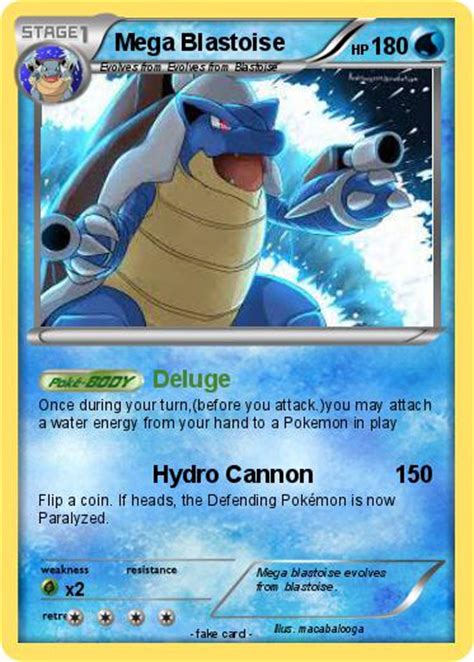 STAGE1 Mega Blastoise HP 180
Evolves from Evolves from Blastoise
Poké-BODY Deluge
Once during your turn,(before you attack.)you may attach
a water energy from your hand to a Pokemon in play
Hydro Cannon 150
Flip a coin. If heads, the Defending Pokémon is now
Paralyzed.
weakness resistance
x2
Mega blastoise evolves
from blastoise.
retre
- fake card -
Illus. macabalooga